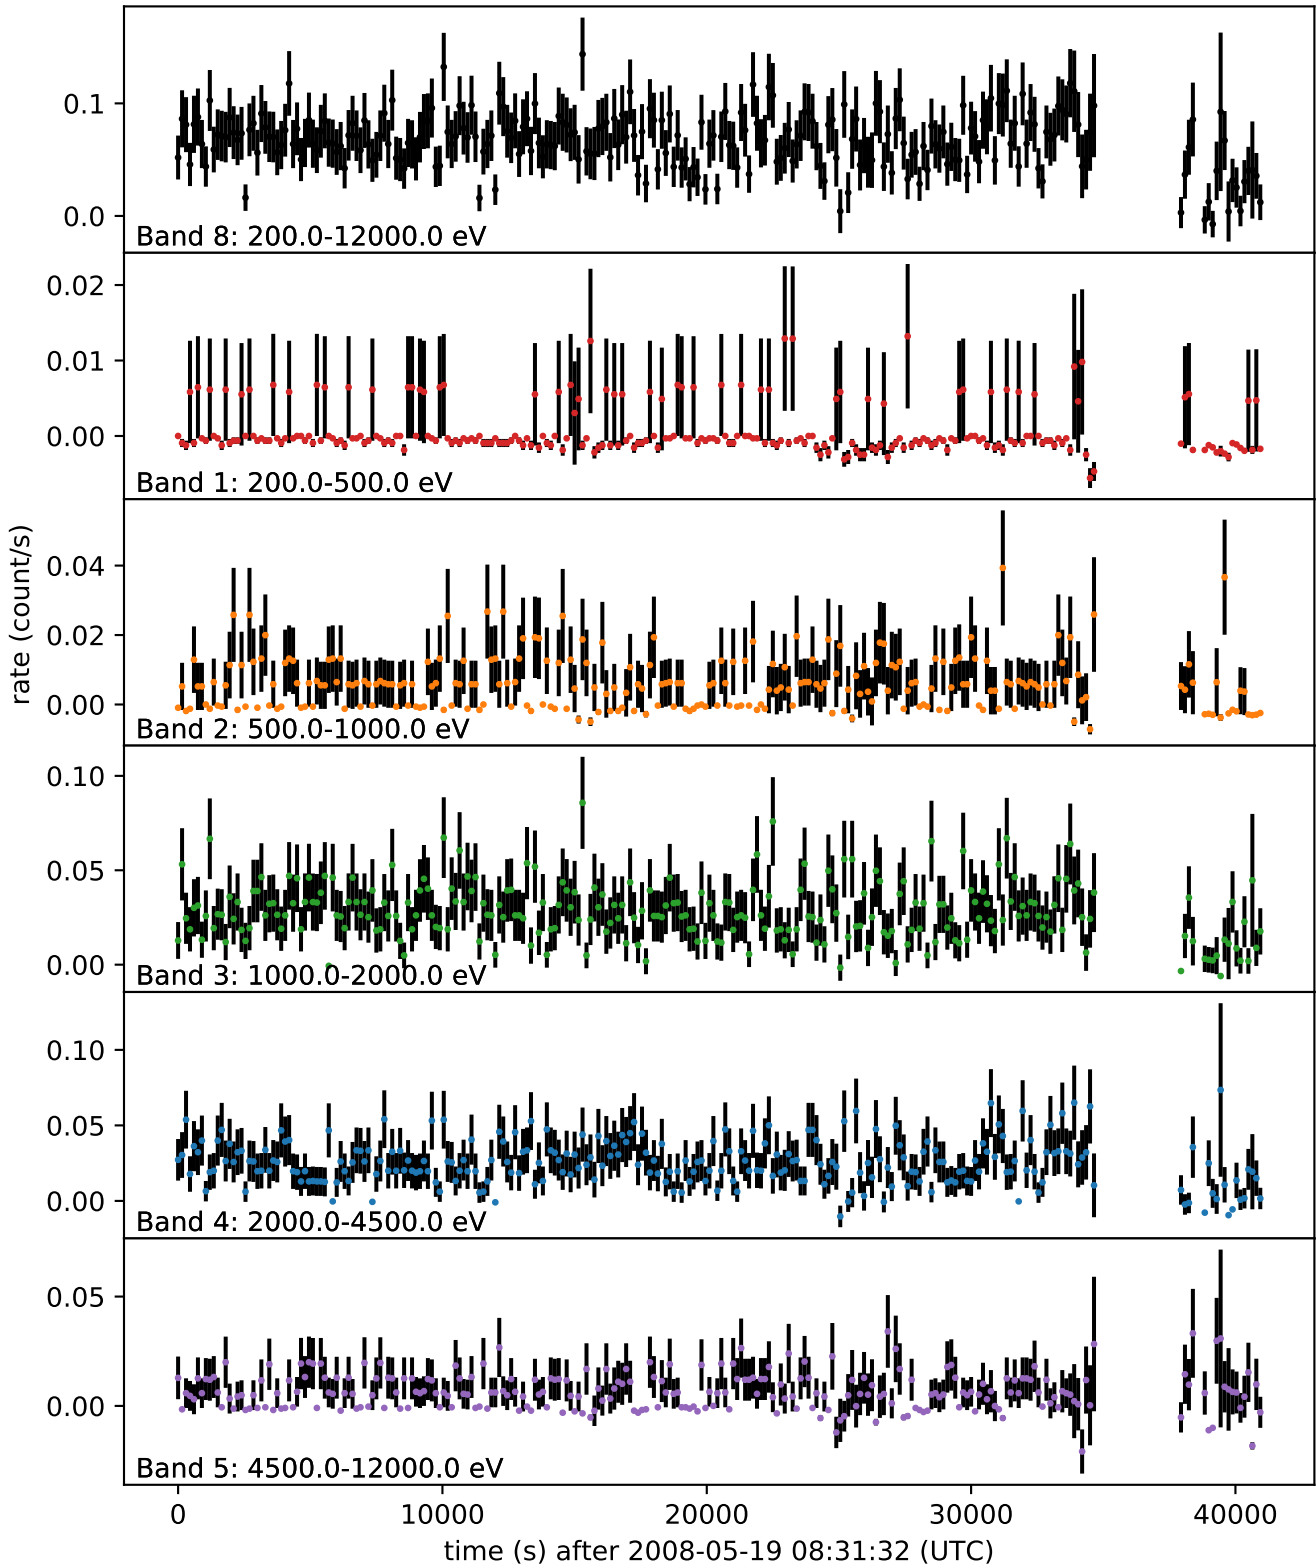 0.1
0.0
Band 8: 200.0-12000.0 eV
0.02
0.01
0.00
Band 1: 200.0-500.0 eV
rate (count/s)
0.04
0.02
0.00
Band 2: 500.0-1000.0 eV
0.10
0.05
0.00
Band 3: 1000.0-2000.0 eV
0.10
0.05
0.00
Band 4: 2000.0-4500.0 eV
0.05
0.00
Band 5: 4500.0-12000.0 eV
0 10000 20000 30000 40000
time (s) after 2008-05-19 08:31:32 (UTC)